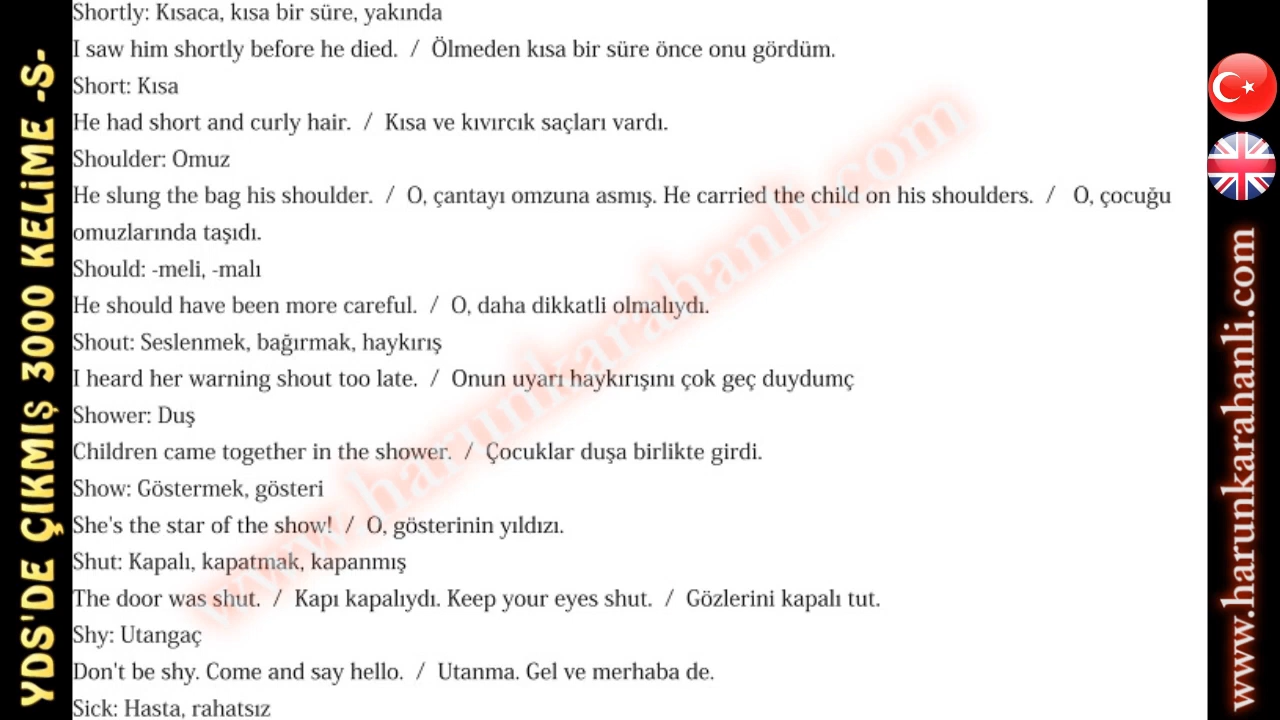 YDS'DE ÇIKMIŞ 3000 KELİME -S-
Shortly: Kısaca, kısa bir süre, yakında
I saw him shortly before he died. / Ölmeden kısa bir süre önce onu gördüm.
Short: Kısa
He had short and curly hair. / Kısa ve kıvırcık saçları vardı.
Shoulder: Omuz
He slung the bag his shoulder. / O, çantayı omzuna asmış. He carried the child on his shoulders. / O, çocuğu
omuzlarında taşıdı.
Should: -meli, -malı
He should have been more careful. / O, daha dikkatli olmalıydı.
Shout: Seslenmek, bağırmak, haykırış
I heard her warning shout too late. / Onun uyarı haykırışını çok geç duydumç
Shower: Duş
Children came together in the shower. / Çocuklar duşa birlikte girdi.
Show: Göstermek, gösteri
She's the star of the show! / O, gösterinin yıldızı.
Shut: Kapalı, kapatmak, kapanmış
The door was shut. / Kapı kapalıydı. Keep your eyes shut. / Gözlerini kapalı tut.
Shy: Utangaç
Don't be shy. Come and say hello. / Utanma. Gel ve merhaba de.
Sick: Hasta, rahatsız
www.harunkarahanli.com
www.harunkarahanli.com